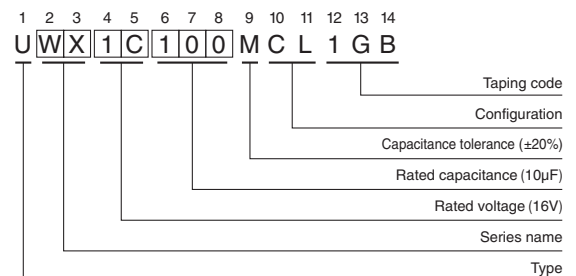 1 2 3 4 5 6 7 8 9 10 11 12 13 14
U W X 1 C 1 0 0 M C L 1 G B
Taping code
Configuration
Capacitance tolerance (±20%)
Rated capacitance (10µF)
Rated voltage (16V)
Series name
Type